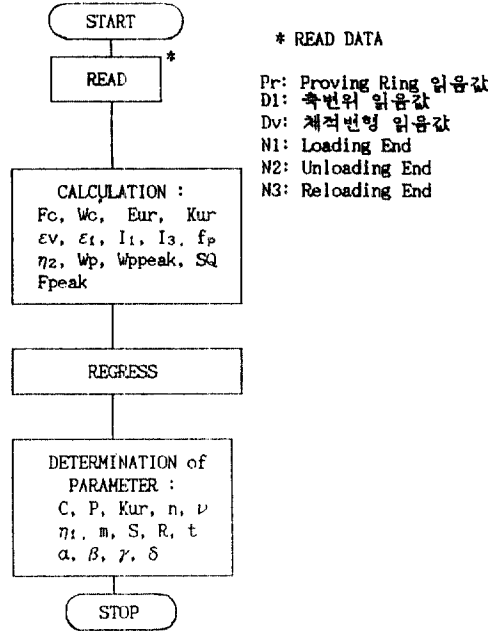 START
READ
*
* READ DATA
Pr: Proving Ring 읽음값
D1: 축변위 읽음값
Dv: 체적변형 읽음값
N1: Loading End
N2: Unloading End
N3: Reloading End
CALCULATION :
Fc, Wc, Eur, Kur
εv, ε1, I1, I3, fp
η2, Wp, Wppeak, SQ
Fpeak
REGRESS
DETERMINATION of
PARAMETER :
C, P, Kur, n, ν
η1, m, S, R, t
α, β, γ, δ
STOP